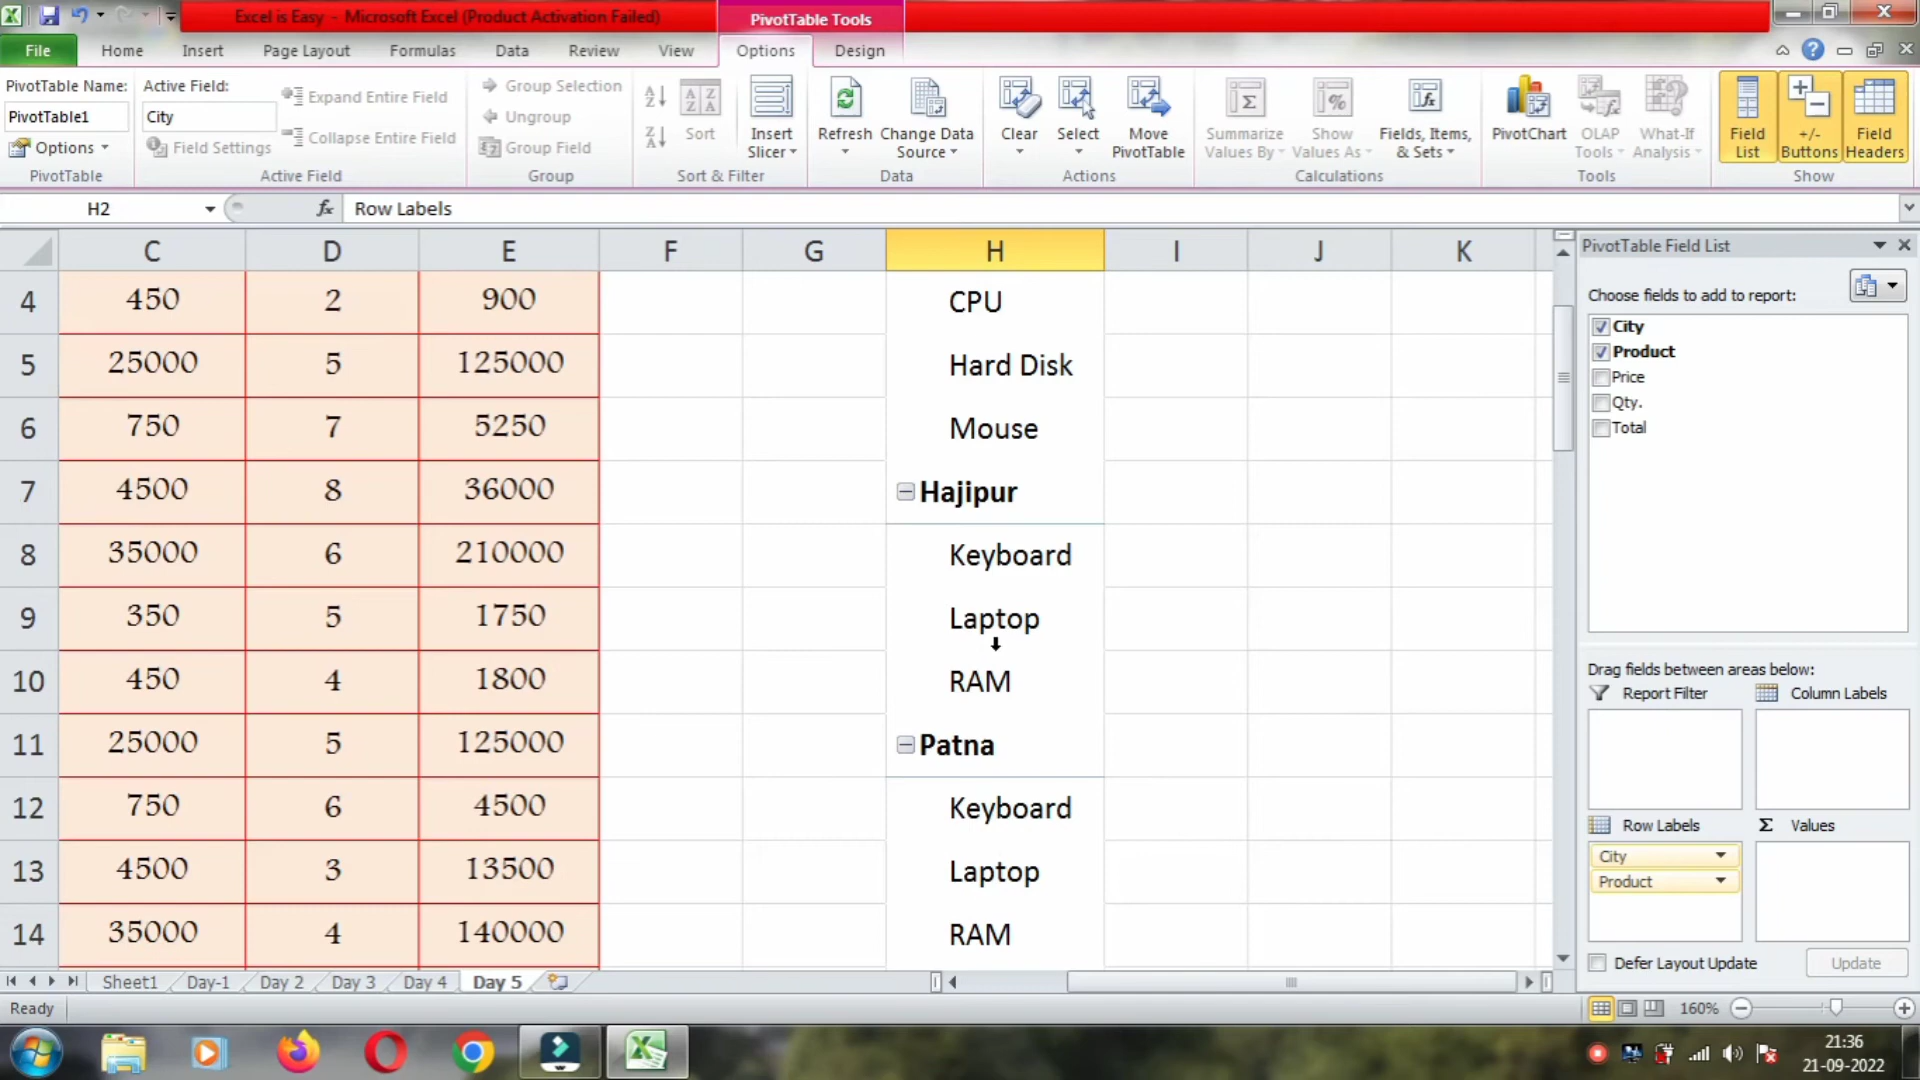 Excel is Easy - Microsoft Excel (Product Activation Failed)
PivotTable Tools
File Home Insert Page Layout Formulas Data Review View Options Design
PivotTable Name:
PivotTable1
Options
PivotTable
Active Field:
City
Field Settings
Expand Entire Field
Collapse Entire Field
Active Field
Group Selection
Ungroup
Group Field
Group
Sort
Insert Slicer
Sort & Filter
Refresh
Change Data Source
Data
Clear
Select
Move PivotTable
Actions
Summarize Values By
Show Values As
Fields, Items, & Sets
Calculations
PivotChart
OLAP Tools
What-If Analysis
Tools
Field List
+/- Buttons
Field Headers
Show
H2 fx Row Labels
C D E F G H I J K
4 450 2 900 CPU
5 25000 5 125000 Hard Disk
6 750 7 5250 Mouse
7 4500 8 36000 Hajipur
8 35000 6 210000 Keyboard
9 350 5 1750 Laptop
10 450 4 1800 RAM
11 25000 5 125000 Patna
12 750 6 4500 Keyboard
13 4500 3 13500 Laptop
14 35000 4 140000 RAM
PivotTable Field List
Choose fields to add to report:
City
Product
Price
Qty.
Total
Drag fields between areas below:
Report Filter Column Labels
Row Labels Σ Values
City
Product
Defer Layout Update Update
Sheet1 Day-1 Day 2 Day 3 Day 4 Day 5
Ready 160%
21:36
21-09-2022